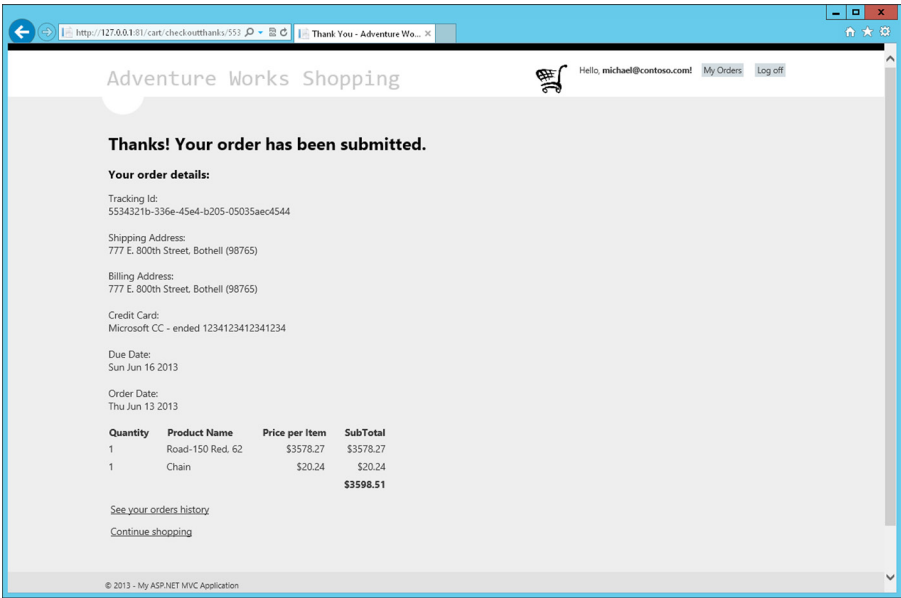 http://127.0.0.1:81/cart/checkoutthanks/553
Thank You - Adventure Wo...
Adventure Works Shopping
Hello, michael@contoso.com! My Orders Log off
Thanks! Your order has been submitted.
Your order details:
Tracking Id:
5534321b-336e-45e4-b205-05035aec4544
Shipping Address:
777 E. 800th Street, Bothell (98765)
Billing Address:
777 E. 800th Street, Bothell (98765)
Credit Card:
Microsoft CC - ended 1234123412341234
Due Date:
Sun Jun 16 2013
Order Date:
Thu Jun 13 2013
Quantity Product Name Price per Item SubTotal
1 Road-150 Red, 62 $3578.27 $3578.27
1 Chain $20.24 $20.24
$3598.51
See your orders history
Continue shopping
© 2013 - My ASP.NET MVC Application